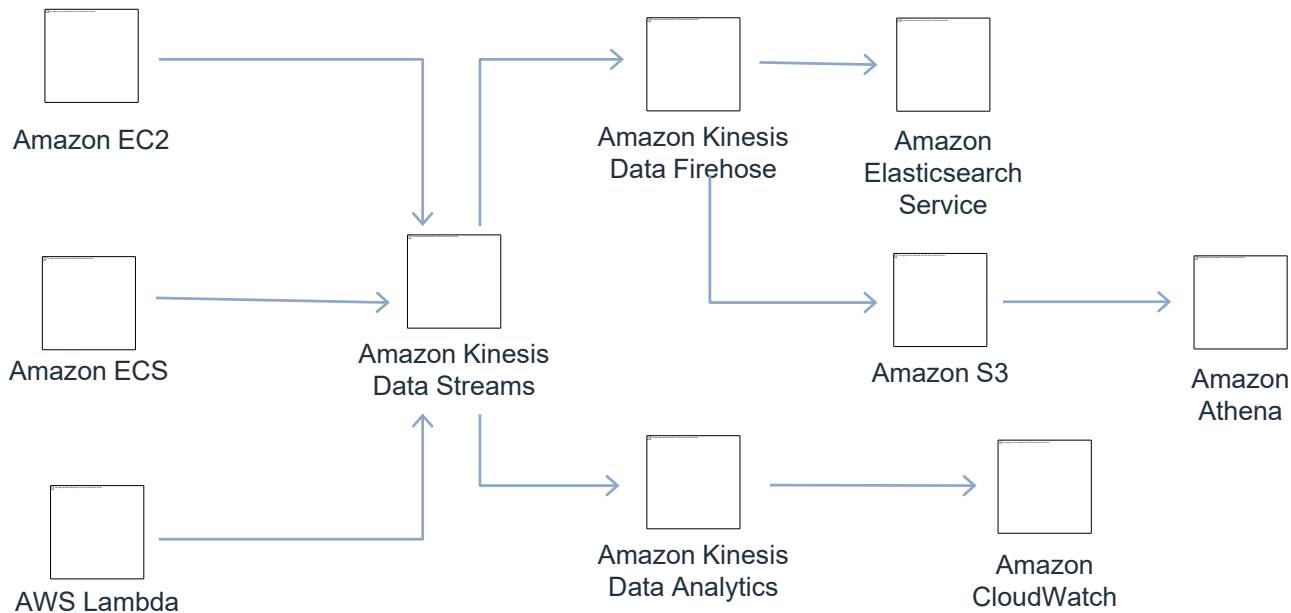 Amazon EC2
Amazon Kinesis
Data Firehose
Amazon
Elasticsearch
Service
Amazon ECS
Amazon Kinesis
Data Streams
Amazon S3
Amazon
Athena
AWS Lambda
Amazon Kinesis
Data Analytics
Amazon
CloudWatch